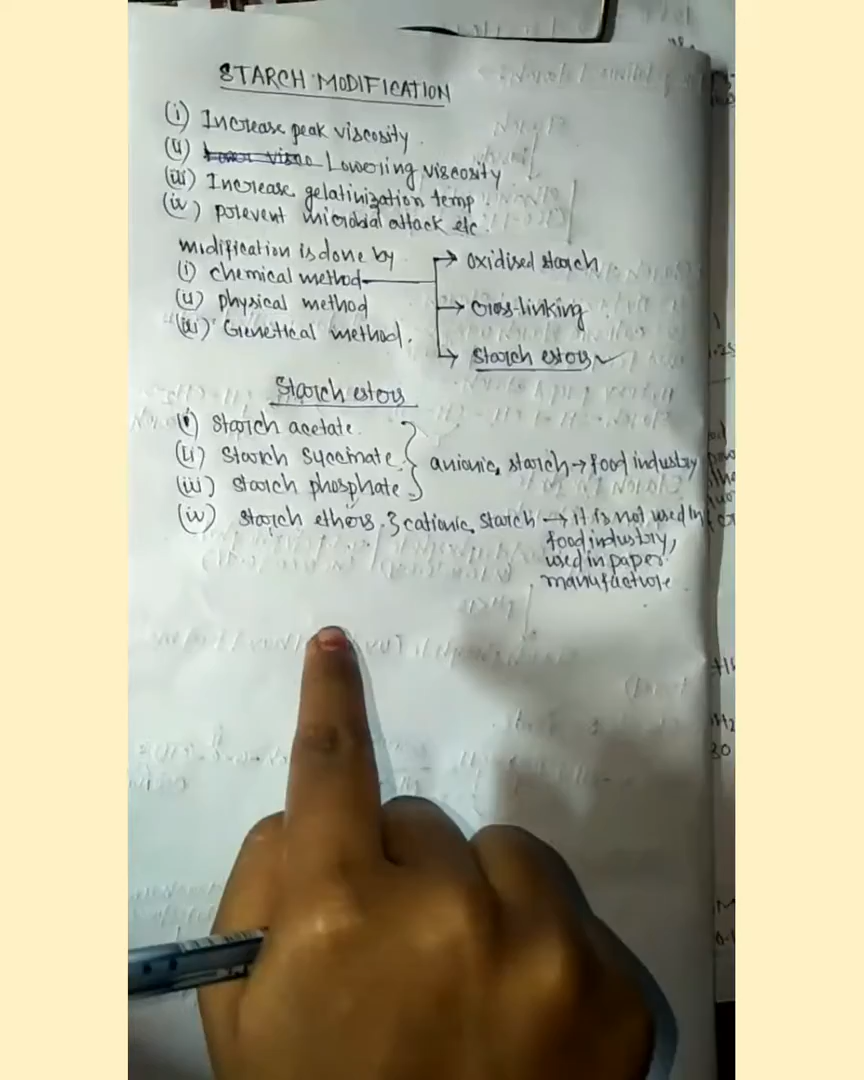 STARCH MODIFICATION
(i) Increase peak viscosity.
(ii) Lowering viscosity
(iii) Increase gelatinization temp.
(iv) prevent microbial attack etc.
modification is done by
(i) chemical method → oxidised starch
→ cross-linking
(ii) physical method
(iii) Genetical method.
→ starch esters ✓
Starch esters
(i) starch acetate.
(ii) starch succinate.
(iii) starch phosphate
} anionic starch → food industry
(iv) starch ethers. } cationic starch → it is not used in
food industry,
used in paper
manufacture.